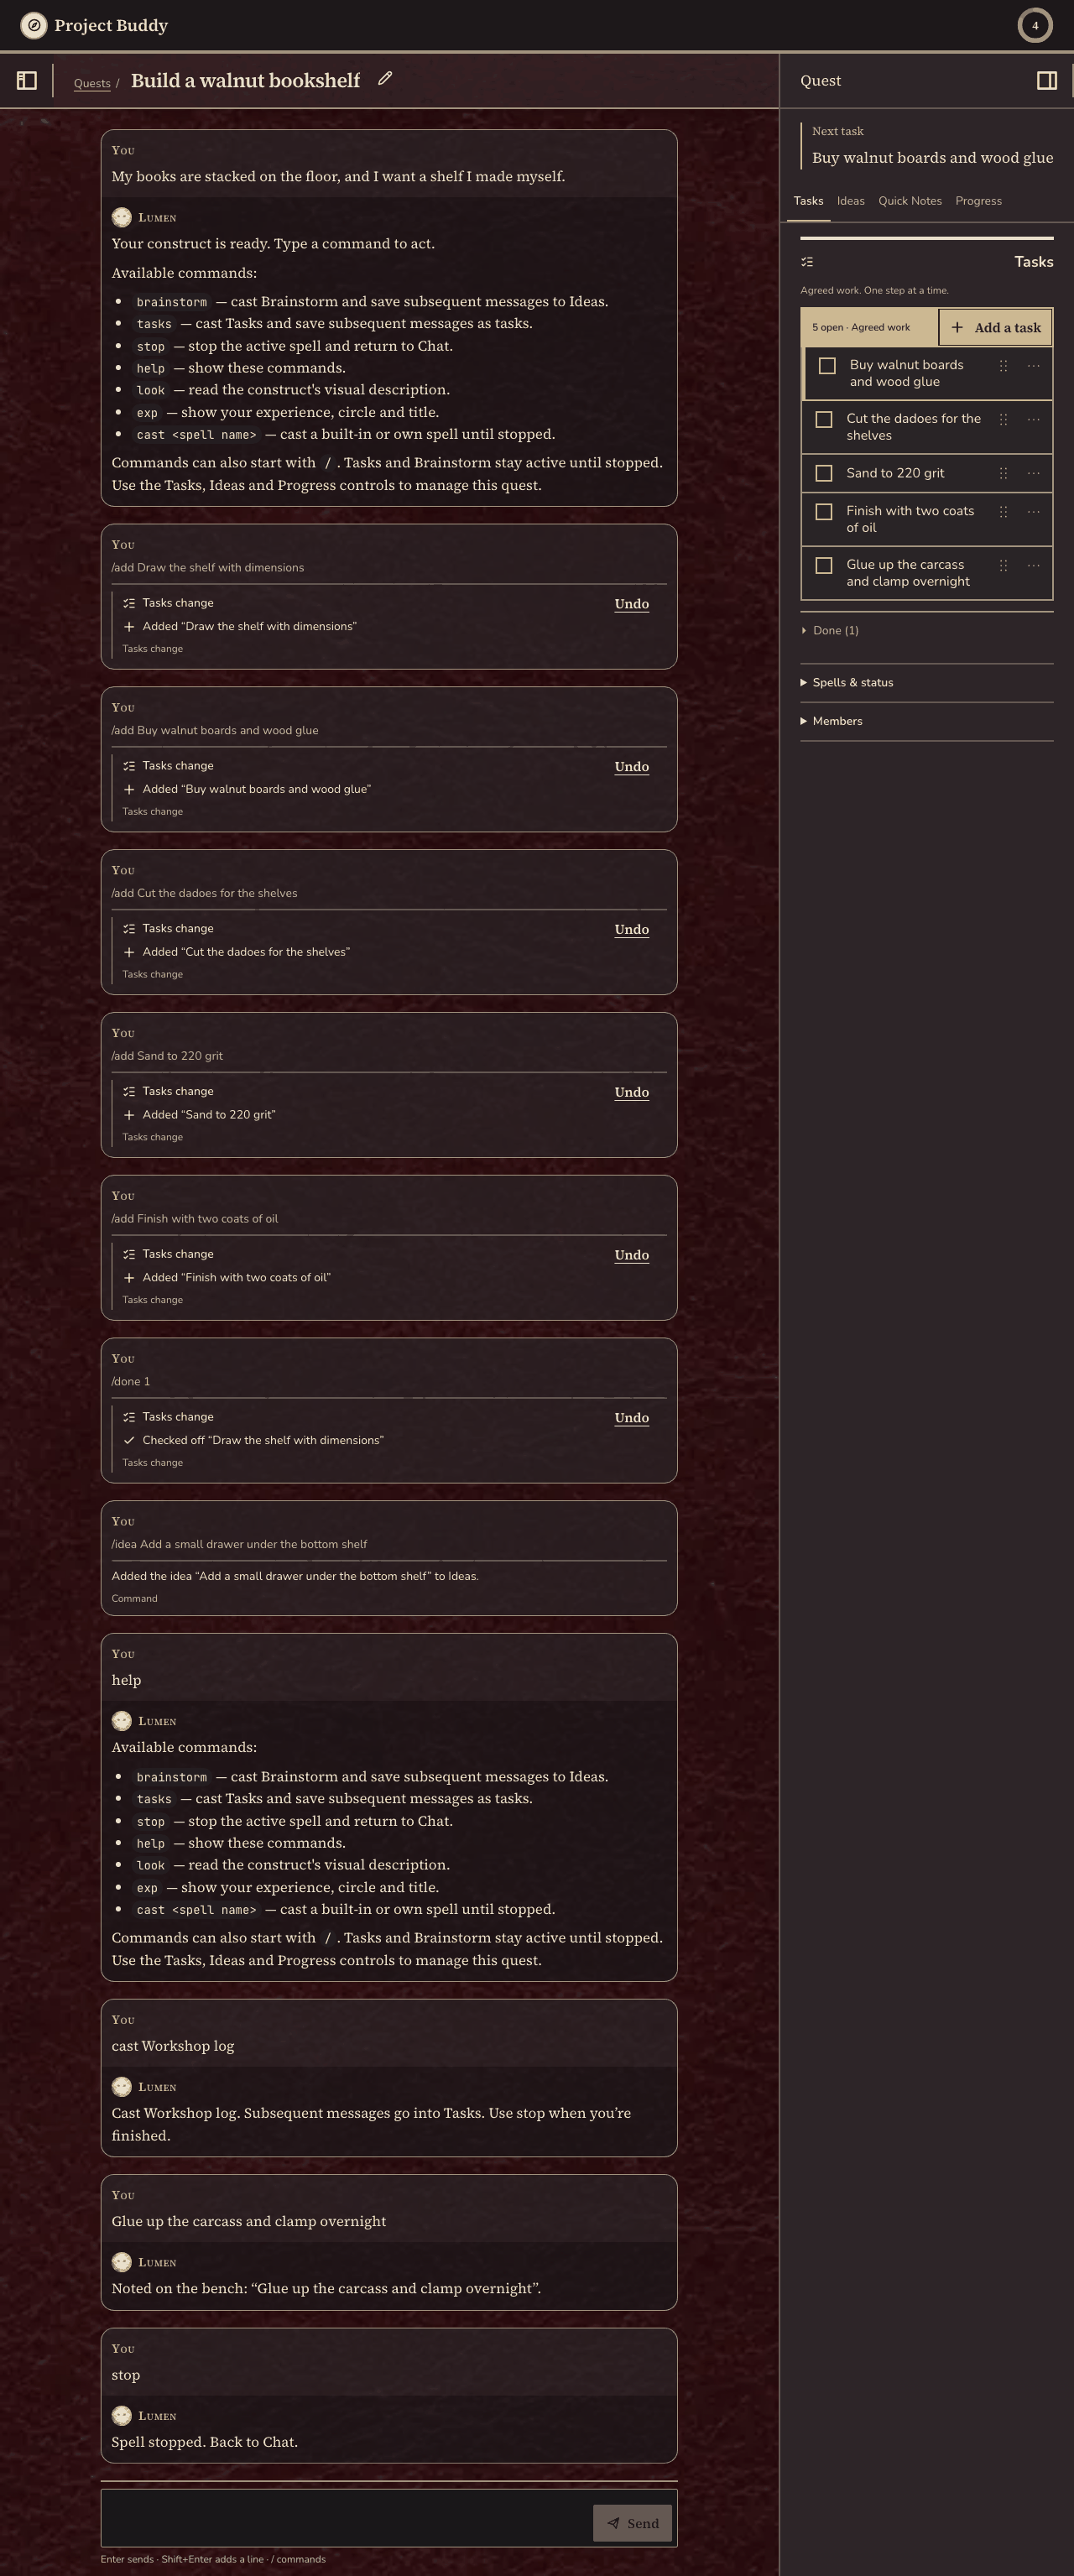 Project Buddy
4
Quests / Build a walnut bookshelf
You
My books are stacked on the floor, and I want a shelf I made myself.
Lumen
Your construct is ready. Type a command to act.
Available commands:
brainstorm — cast Brainstorm and save subsequent messages to Ideas.
tasks — cast Tasks and save subsequent messages as tasks.
stop — stop the active spell and return to Chat.
help — show these commands.
look — read the construct's visual description.
exp — show your experience, circle and title.
cast <spell name> — cast a built-in or own spell until stopped.
Commands can also start with / . Tasks and Brainstorm stay active until stopped.
Use the Tasks, Ideas and Progress controls to manage this quest.
You
/add Draw the shelf with dimensions
Tasks change
Undo
Added “Draw the shelf with dimensions”
Tasks change
You
/add Buy walnut boards and wood glue
Tasks change
Undo
Added “Buy walnut boards and wood glue”
Tasks change
You
/add Cut the dadoes for the shelves
Tasks change
Undo
Added “Cut the dadoes for the shelves”
Tasks change
You
/add Sand to 220 grit
Tasks change
Undo
Added “Sand to 220 grit”
Tasks change
You
/add Finish with two coats of oil
Tasks change
Undo
Added “Finish with two coats of oil”
Tasks change
You
/done 1
Tasks change
Undo
Checked off “Draw the shelf with dimensions”
Tasks change
You
/idea Add a small drawer under the bottom shelf
Added the idea “Add a small drawer under the bottom shelf” to Ideas.
Command
You
help
Lumen
Available commands:
brainstorm — cast Brainstorm and save subsequent messages to Ideas.
tasks — cast Tasks and save subsequent messages as tasks.
stop — stop the active spell and return to Chat.
help — show these commands.
look — read the construct's visual description.
exp — show your experience, circle and title.
cast <spell name> — cast a built-in or own spell until stopped.
Commands can also start with / . Tasks and Brainstorm stay active until stopped.
Use the Tasks, Ideas and Progress controls to manage this quest.
You
cast Workshop log
Lumen
Cast Workshop log. Subsequent messages go into Tasks. Use stop when you’re
finished.
You
Glue up the carcass and clamp overnight
Lumen
Noted on the bench: “Glue up the carcass and clamp overnight”.
You
stop
Lumen
Spell stopped. Back to Chat.
Send
Enter sends · Shift+Enter adds a line · / commands
Quest
Next task
Buy walnut boards and wood glue
Tasks Ideas Quick Notes Progress
Tasks
Agreed work. One step at a time.
5 open · Agreed work
Add a task
Buy walnut boards
and wood glue
Cut the dadoes for the
shelves
Sand to 220 grit
Finish with two coats
of oil
Glue up the carcass
and clamp overnight
Done (1)
Spells & status
Members